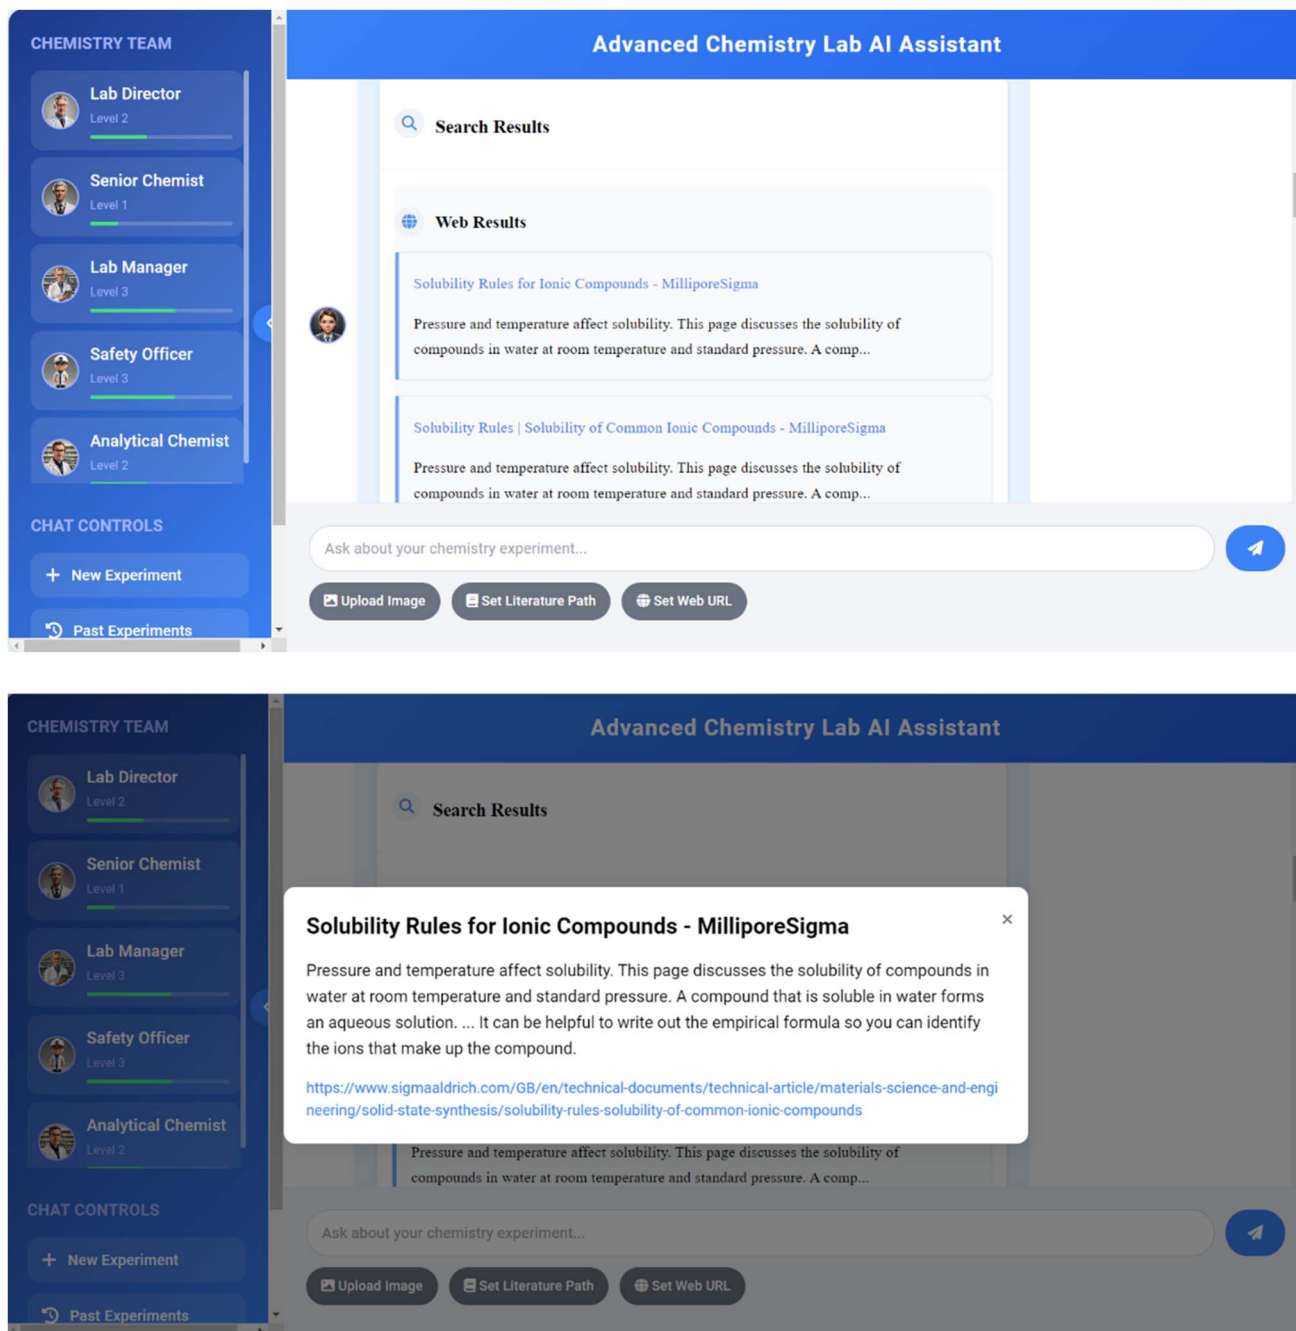 CHEMISTRY TEAM
Lab Director
Level 2
Senior Chemist
Level 1
Lab Manager
Level 3
Safety Officer
Level 3
Analytical Chemist
Level 2
CHAT CONTROLS
+ New Experiment
Past Experiments
Advanced Chemistry Lab AI Assistant
Search Results
Web Results
Solubility Rules for Ionic Compounds - MilliporeSigma
Pressure and temperature affect solubility. This page discusses the solubility of
compounds in water at room temperature and standard pressure. A comp...
Solubility Rules | Solubility of Common Ionic Compounds - MilliporeSigma
Pressure and temperature affect solubility. This page discusses the solubility of
compounds in water at room temperature and standard pressure. A comp...
Ask about your chemistry experiment...
Upload Image
Set Literature Path
Set Web URL
CHEMISTRY TEAM
Lab Director
Level 2
Senior Chemist
Level 1
Lab Manager
Level 3
Safety Officer
Level 3
Analytical Chemist
Level 2
CHAT CONTROLS
+ New Experiment
Past Experiments
Advanced Chemistry Lab AI Assistant
Search Results
Solubility Rules for Ionic Compounds - MilliporeSigma
×
Pressure and temperature affect solubility. This page discusses the solubility of compounds in
water at room temperature and standard pressure. A compound that is soluble in water forms
an aqueous solution. ... It can be helpful to write out the empirical formula so you can identify
the ions that make up the compound.
https://www.sigmaaldrich.com/GB/en/technical-documents/technical-article/materials-science-and-engi
neering/solid-state-synthesis/solubility-rules-solubility-of-common-ionic-compounds
Pressure and temperature affect solubility. This page discusses the solubility of
compounds in water at room temperature and standard pressure. A comp...
Ask about your chemistry experiment...
Upload Image
Set Literature Path
Set Web URL